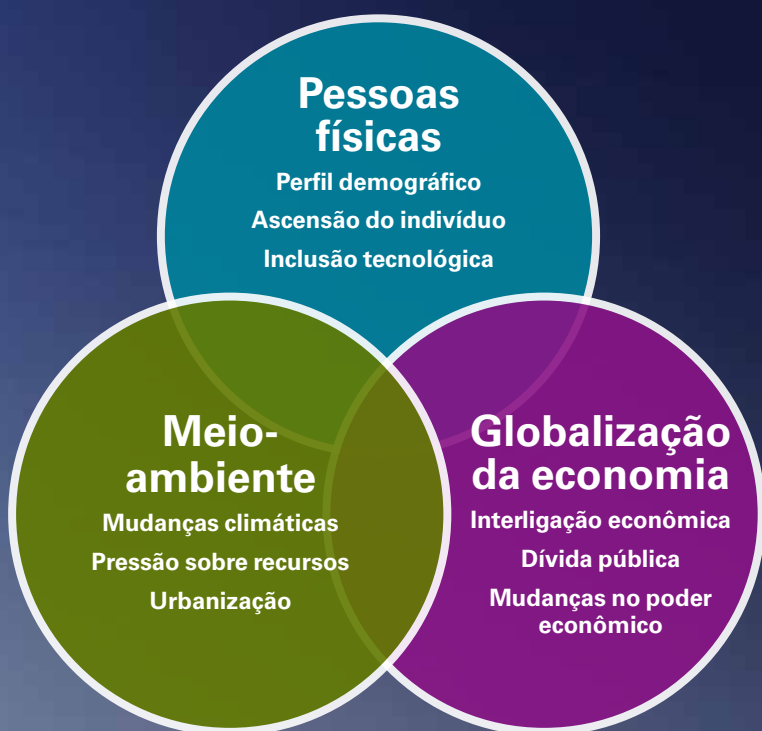 Pessoas
físicas
Perfil demográfico
Ascensão do indivíduo
Inclusão tecnológica
Meio-
ambiente
Mudanças climáticas
Pressão sobre recursos
Urbanização
Globalização
da economia
Interligação econômica
Dívida pública
Mudanças no poder
econômico